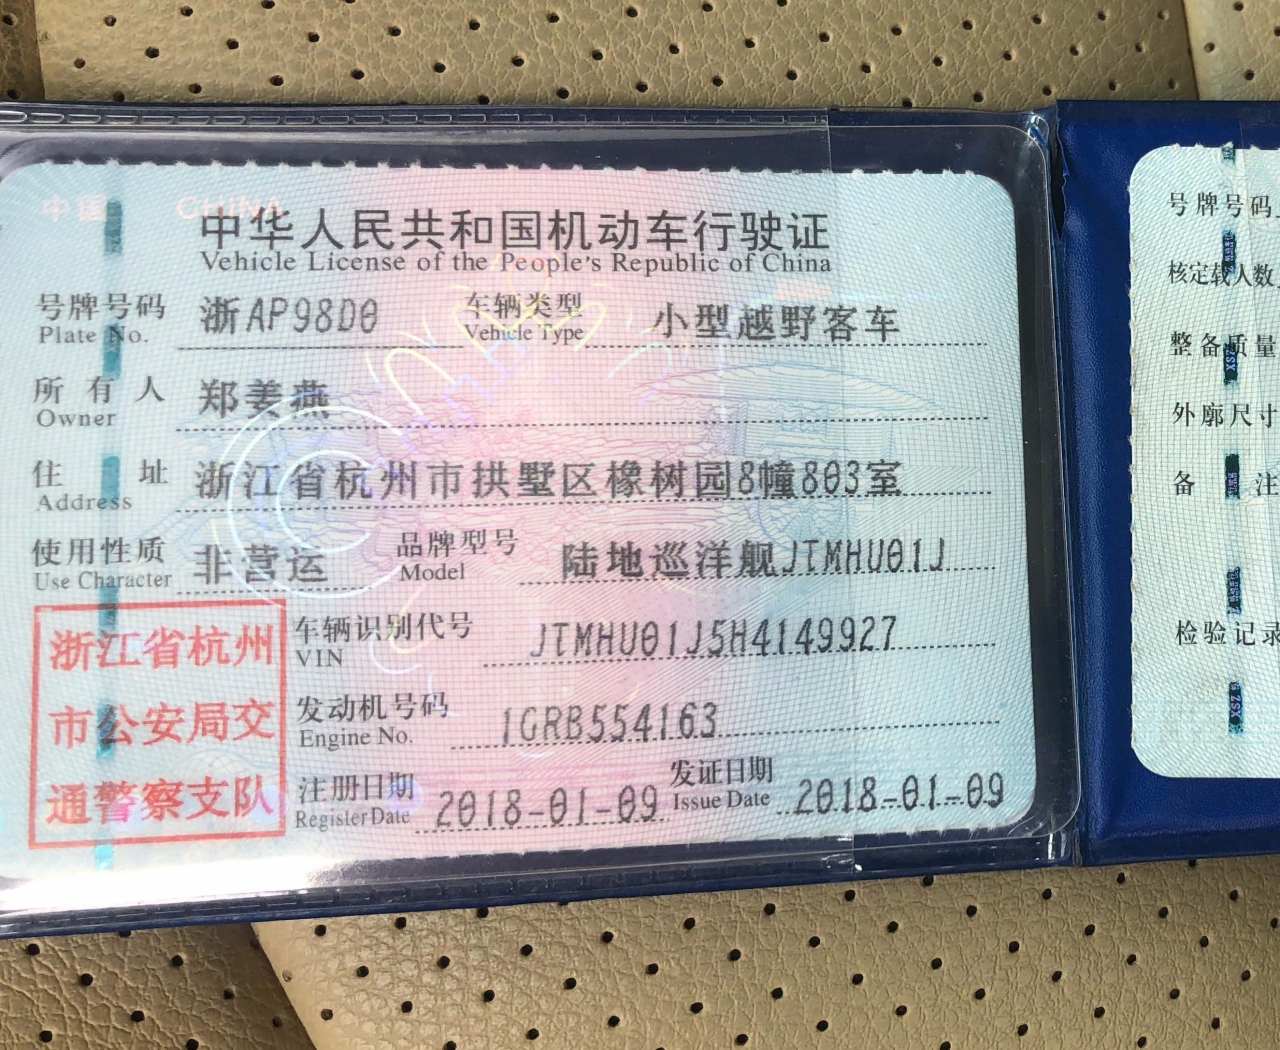 中国 CHINA
中华人民共和国机动车行驶证
Vehicle License of the People's Republic of China
号牌号码 浙AP98D0 车辆类型 小型越野客车
Plate No. Vehicle Type
所有人 郑姜燕
Owner
住址 浙江省杭州市拱墅区橡树园8幢803室
Address
使用性质 非营运 品牌型号 陆地巡洋舰JTMHU01J
Use Character Model
浙江省杭州
市公安局交
通警察支队
车辆识别代号 JTMHU01J5H4149927
VIN
发动机号码 1GRB554163
Engine No.
注册日期 2018-01-09 发证日期 2018-01-09
Register Date Issue Date
号牌号码
核定载人数
整备质量
外廓尺寸
备注
检验记录